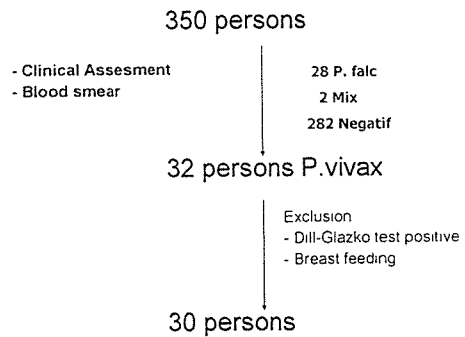 350 persons
- Clinical Assesment
- Blood smear
28 P. falc
2 Mix
282 Negatif
32 persons P.vivax
Exclusion
- Dill-Glazko test positive
- Breast feeding
30 persons